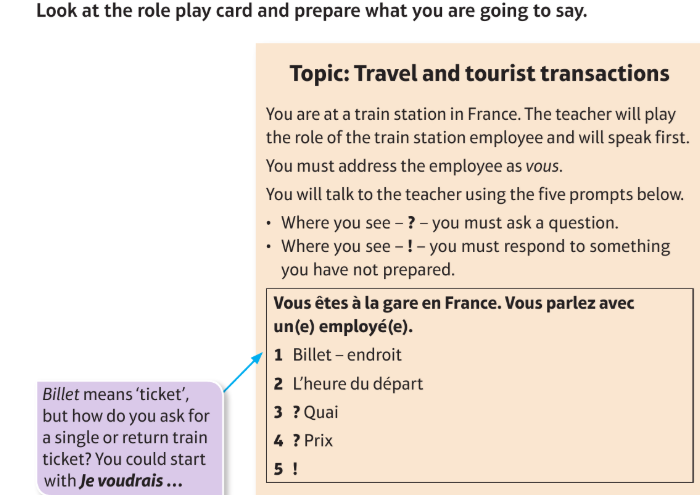 Look at the role play card and prepare what you are going to say.
Topic: Travel and tourist transactions
You are at a train station in France. The teacher will play
the role of the train station employee and will speak first.
You must address the employee as vous.
You will talk to the teacher using the five prompts below.
• Where you see – ? – you must ask a question.
• Where you see – ! – you must respond to something
you have not prepared.
Vous êtes à la gare en France. Vous parlez avec
un(e) employé(e).
1 Billet – endroit
2 L’heure du départ
3 ? Quai
4 ? Prix
5 !
Billet means ‘ticket’,
but how do you ask for
a single or return train
ticket? You could start
with Je voudrais …